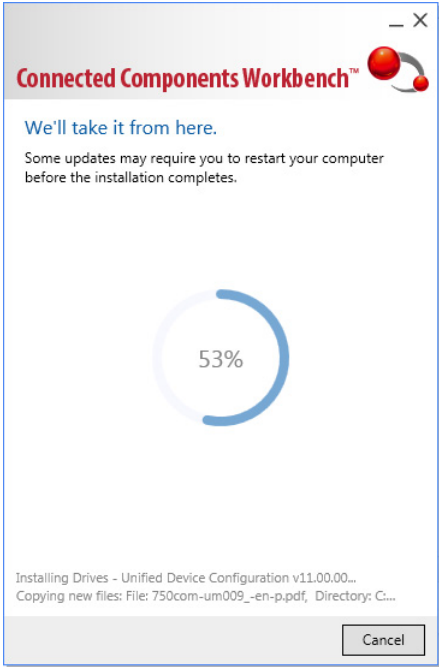 Connected Components Workbench™
We'll take it from here.
Some updates may require you to restart your computer
before the installation completes.
53%
Installing Drives - Unified Device Configuration v11.00.00...
Copying new files: File: 750com-um009_-en-p.pdf, Directory: C:...
Cancel